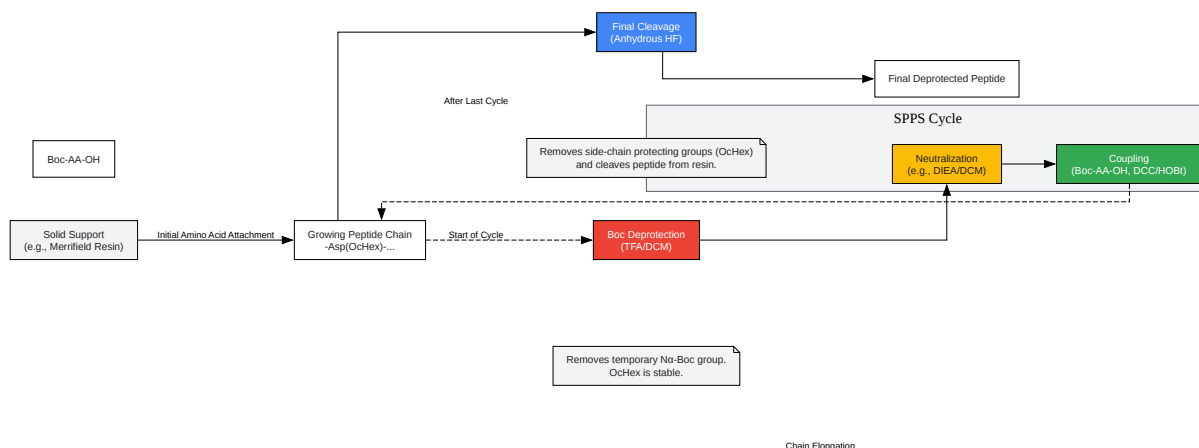 Final Cleavage
(Anhydrous HF)
Final Deprotected Peptide
After Last Cycle
SPPS Cycle
Boc-AA-OH
Removes side-chain protecting groups (OcHex)
and cleaves peptide from resin.
Neutralization
(e.g., DIEA/DCM)
Coupling
(Boc-AA-OH, DCC/HOBt)
Solid Support
(e.g., Merrifield Resin)
Initial Amino Acid Attachment
Growing Peptide Chain
-Asp(OcHex)-...
Start of Cycle
Boc Deprotection
(TFA/DCM)
Removes temporary Nα-Boc group.
OcHex is stable.
Chain Elongation